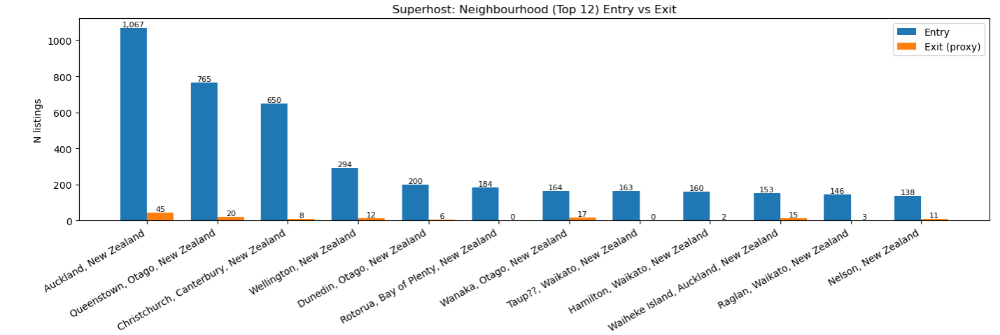 Superhost: Neighbourhood (Top 12) Entry vs Exit
Entry
Exit (proxy)
N listings
1000
800
600
400
200
0
1,067
45
765
20
650
8
294
12
200
6
184
0
164
17
163
0
160
2
153
15
146
3
138
11
Auckland, New Zealand
Queenstown, Otago, New Zealand
Christchurch, Canterbury, New Zealand
Wellington, New Zealand
Dunedin, Otago, New Zealand
Rotorua, Bay of Plenty, New Zealand
Wanaka, Otago, New Zealand
Taup??, Waikato, New Zealand
Hamilton, Waikato, New Zealand
Waiheke Island, Auckland, New Zealand
Raglan, Waikato, New Zealand
Nelson, New Zealand